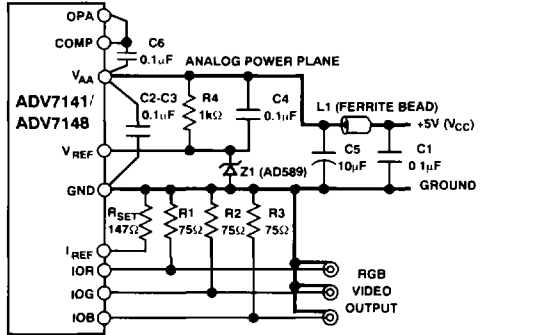 OPA
COMP
C6
0.1μF
ANALOG POWER PLANE
VAA
ADV7141/
ADV7148
C2-C3
0.1μF
R4
1kΩ
C4
0.1μF
L1 (FERRITE BEAD)
+5V (VCC)
C5
10μF
C1
0 1μF
VREF
Z1 (AD589)
GND
GROUND
RSET
147Ω
R1
75Ω
R2
75Ω
R3
75Ω
IREF
IOR
IOG
IOB
RGB
VIDEO
OUTPUT